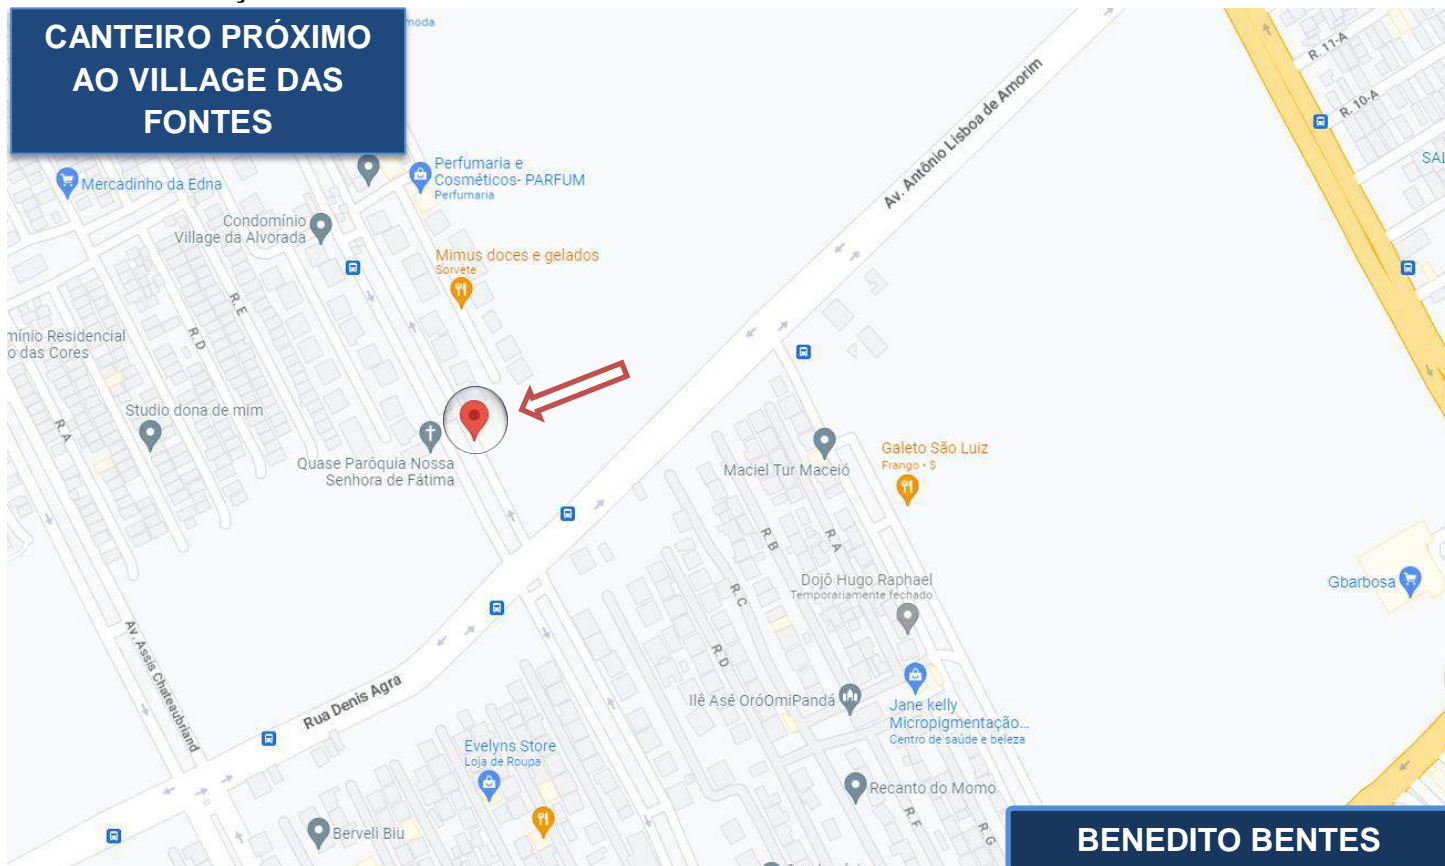 CANTEIRO PRÓXIMO
AO VILLAGE DAS
FONTES
moda
R. 11-A
R. 10-A
Av. Antônio Lisboa de Amorim
SAL
Perfumaria e
Cosméticos- PARFUM
Perfumaria
Mercadinho da Edna
Condomínio
Village da Alvorada
Mimus doces e gelados
Sorvete
R. E
R. D
mínio Residencial
o das Cores
Studio dona de mim
R. A
Quase Paróquia Nossa
Senhora de Fátima
Maciel Tur Maceió
Galeto São Luiz
Frango • $
R. B
R. A
R. C
R. D
Dojô Hugo Raphael
Temporariamente fechado
Gbarbosa
Av. Assis Chateaubriand
Rua Denis Agra
Ilê Asé OróOmiPandá
Jane kelly
Micropigmentação...
Centro de saúde e beleza
Evelyns Store
Loja de Roupa
Recanto do Momo
R. F
R. G
Berveli Biu
BENEDITO BENTES